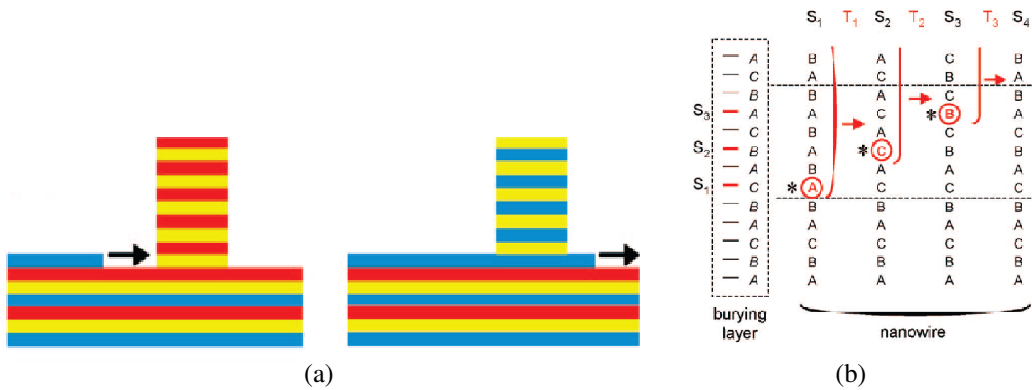 S₁ T₁ S₂ T₂ S₃ T₃ S₄
A B A C B
C A C B A
B B A C B
S₃ A A C * B A
C B A C C
S₂ B A * C B B
A B A A A
S₁ C * A C C C
B B B B B
A A A A A
C C C C C
B B B B B
A A A A A
burying
layer
nanowire
(a) (b)